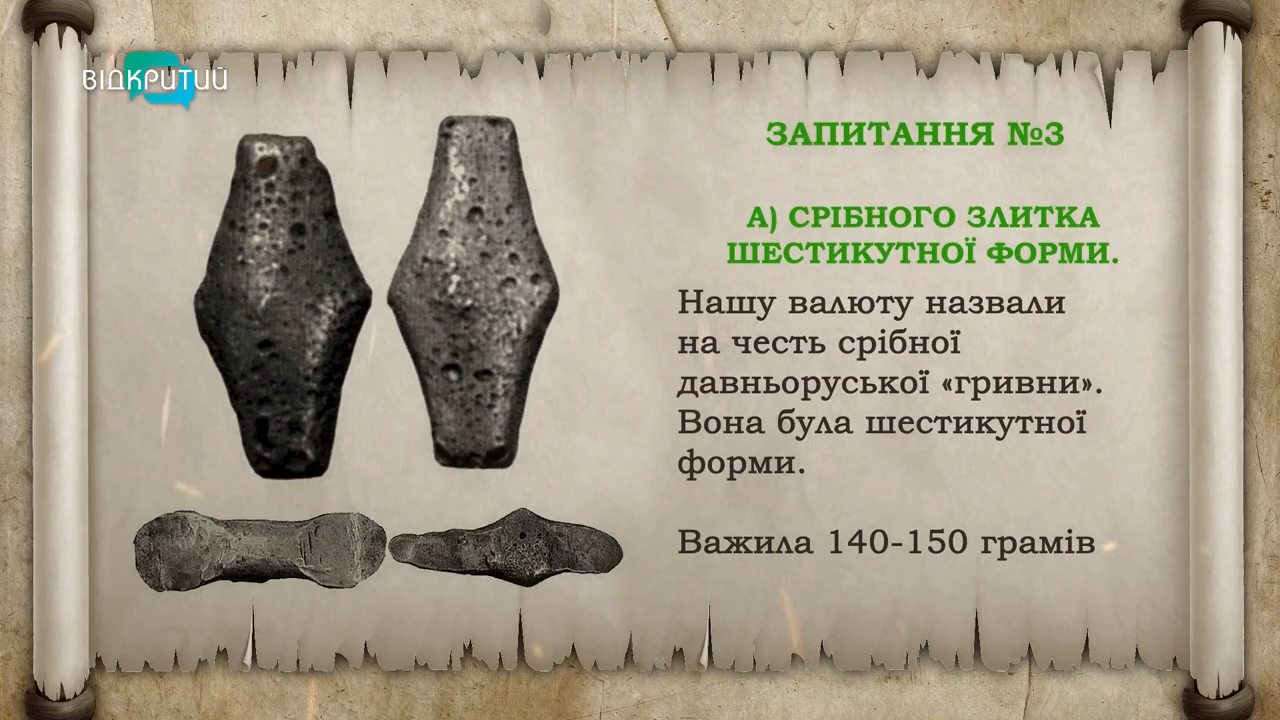 ВІДКРИТИЙ
ЗАПИТАННЯ №3
А) СРІБНОГО ЗЛИТКА
ШЕСТИКУТНОЇ ФОРМИ.
Нашу валюту назвали
на честь срібної
давньоруської «гривни».
Вона була шестикутної
форми.
Важила 140-150 грамів